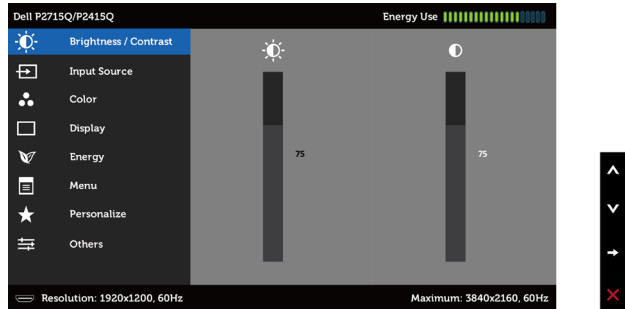 Dell P2715Q/P2415Q
Energy Use
Brightness / Contrast
Input Source
Color
Display
Energy
Menu
Personalize
Others
75
75
Resolution: 1920x1200, 60Hz
Maximum: 3840x2160, 60Hz